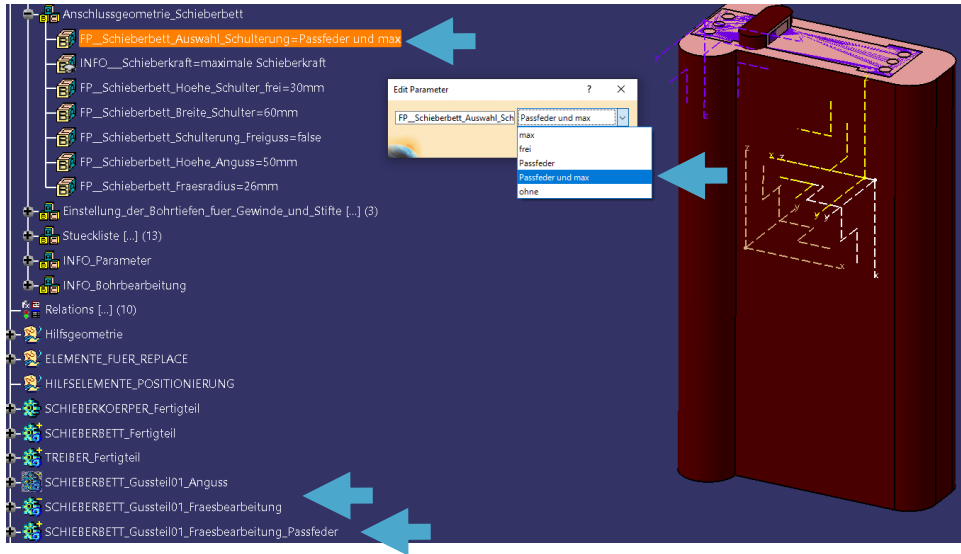 Anschlussgeometrie_Schieberbett
FP__Schieberbett_Auswahl_Schulterung=Passfeder und max
INFO___Schieberkraft=maximale Schieberkraft
FP__Schieberbett_Hoehe_Schulter_frei=30mm
FP__Schieberbett_Breite_Schulter=60mm
FP__Schieberbett_Schulterung_Freiguss=false
FP__Schieberbett_Hoehe_Anguss=50mm
FP__Schieberbett_Fraesradius=26mm
Einstellung_der_Bohrtiefen_fuer_Gewinde_und_Stifte [...] (3)
Stueckliste [...] (13)
INFO_Parameter
INFO_Bohrbearbeitung
Relations [...] (10)
Hilfsgeometrie
ELEMENTE_FUER_REPLACE
HILFSELEMENTE_POSITIONIERUNG
SCHIEBERKOERPER_Fertigteil
SCHIEBERBETT_Fertigteil
TREIBER_Fertigteil
SCHIEBERBETT_Gussteil01_Anguss
SCHIEBERBETT_Gussteil01_Fraesbearbeitung
SCHIEBERBETT_Gussteil01_Fraesbearbeitung_Passfeder
Edit Parameter ? X
FP__Schieberbett_Auswahl_Sch Passfeder und max
max
frei
Passfeder
Passfeder und max
ohne
z
x z
y
y
x
x